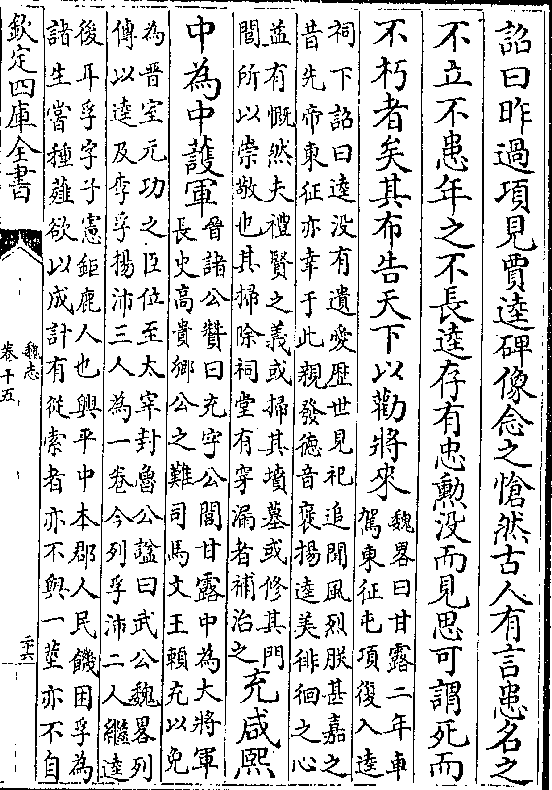 詔曰昨過項見賈逵碑像念之愴然古人有言患名之
不立不患年之不長逵存有忠勲没而見思可謂死而
不朽者矣其布告天下以勸將來
魏畧曰甘露二年車
駕東征屯項復入逵
祠下詔曰逵没有遺愛歴世見祀追聞風烈朕甚嘉之
昔先帝東征亦幸于此親發徳音褒揚逵美徘徊之心
益有慨然夫禮賢之義或掃其墳墓或修其門
閭所以崇敬也其掃除祠堂有穿漏者補治之
充咸熙
中為中護軍
晉諸公贊曰充字公閭甘露中為大將軍
長史高貴鄉公之難司馬文王賴充以免
為晉室元功之臣位至太宰封魯公諡曰武公魏畧列
傳以逵及李孚揚沛三人為一卷今列孚沛二人繼逵
後耳孚字子憲鉅鹿人也興平中本郡人民饑困孚為
諸生當種薤欲以成計有從索者亦不與一莖亦不自
欽定四庫全書
魏志
卷十五
二十六